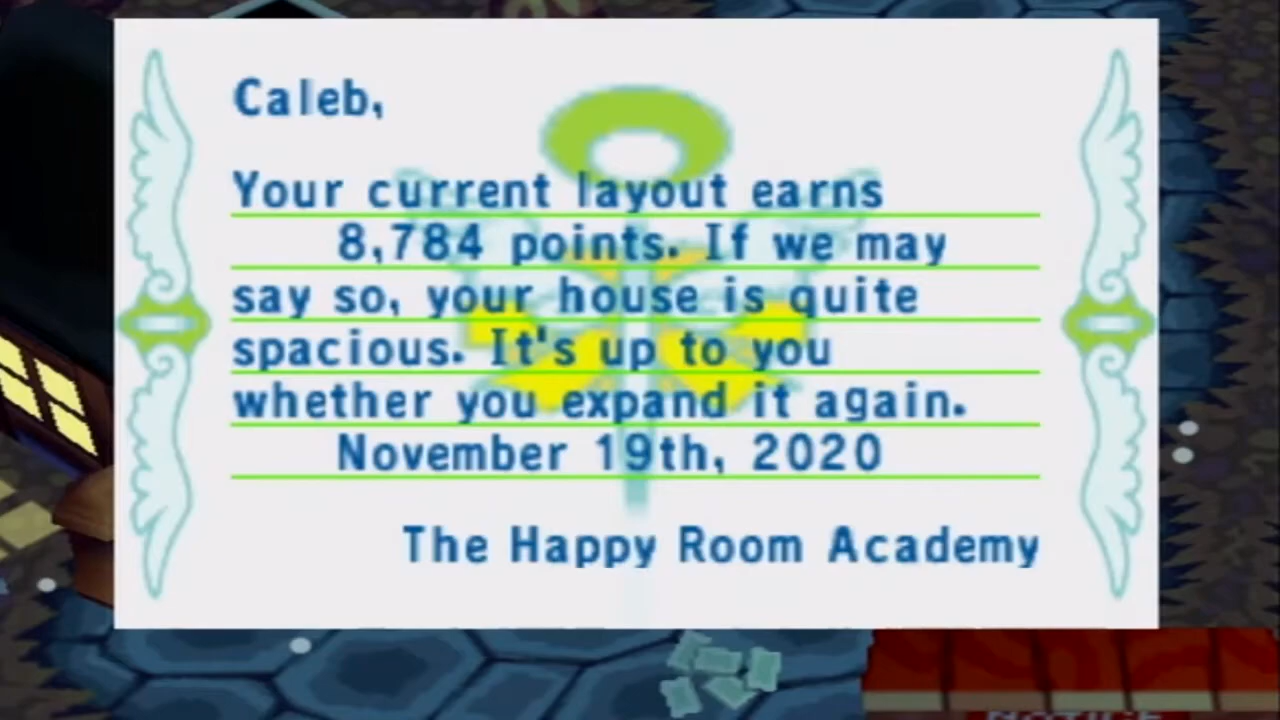 Caleb,
Your current layout earns
8,784 points. If we may
say so, your house is quite
spacious. It's up to you
whether you expand it again.
November 19th, 2020
The Happy Room Academy
NOTICE